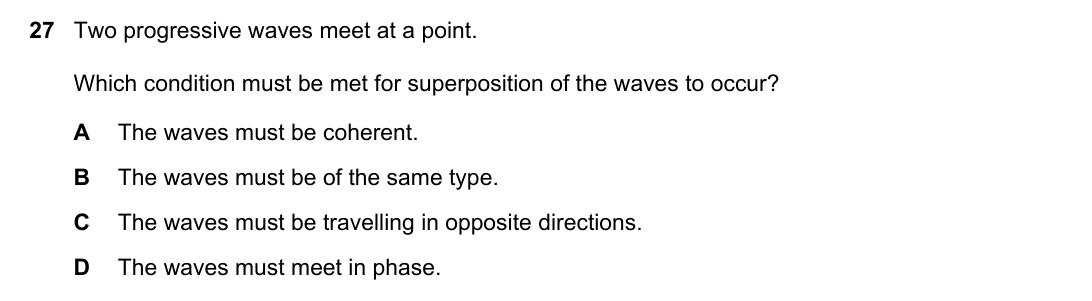 27 Two progressive waves meet at a point.
Which condition must be met for superposition of the waves to occur?
A The waves must be coherent.
B The waves must be of the same type.
C The waves must be travelling in opposite directions.
D The waves must meet in phase.